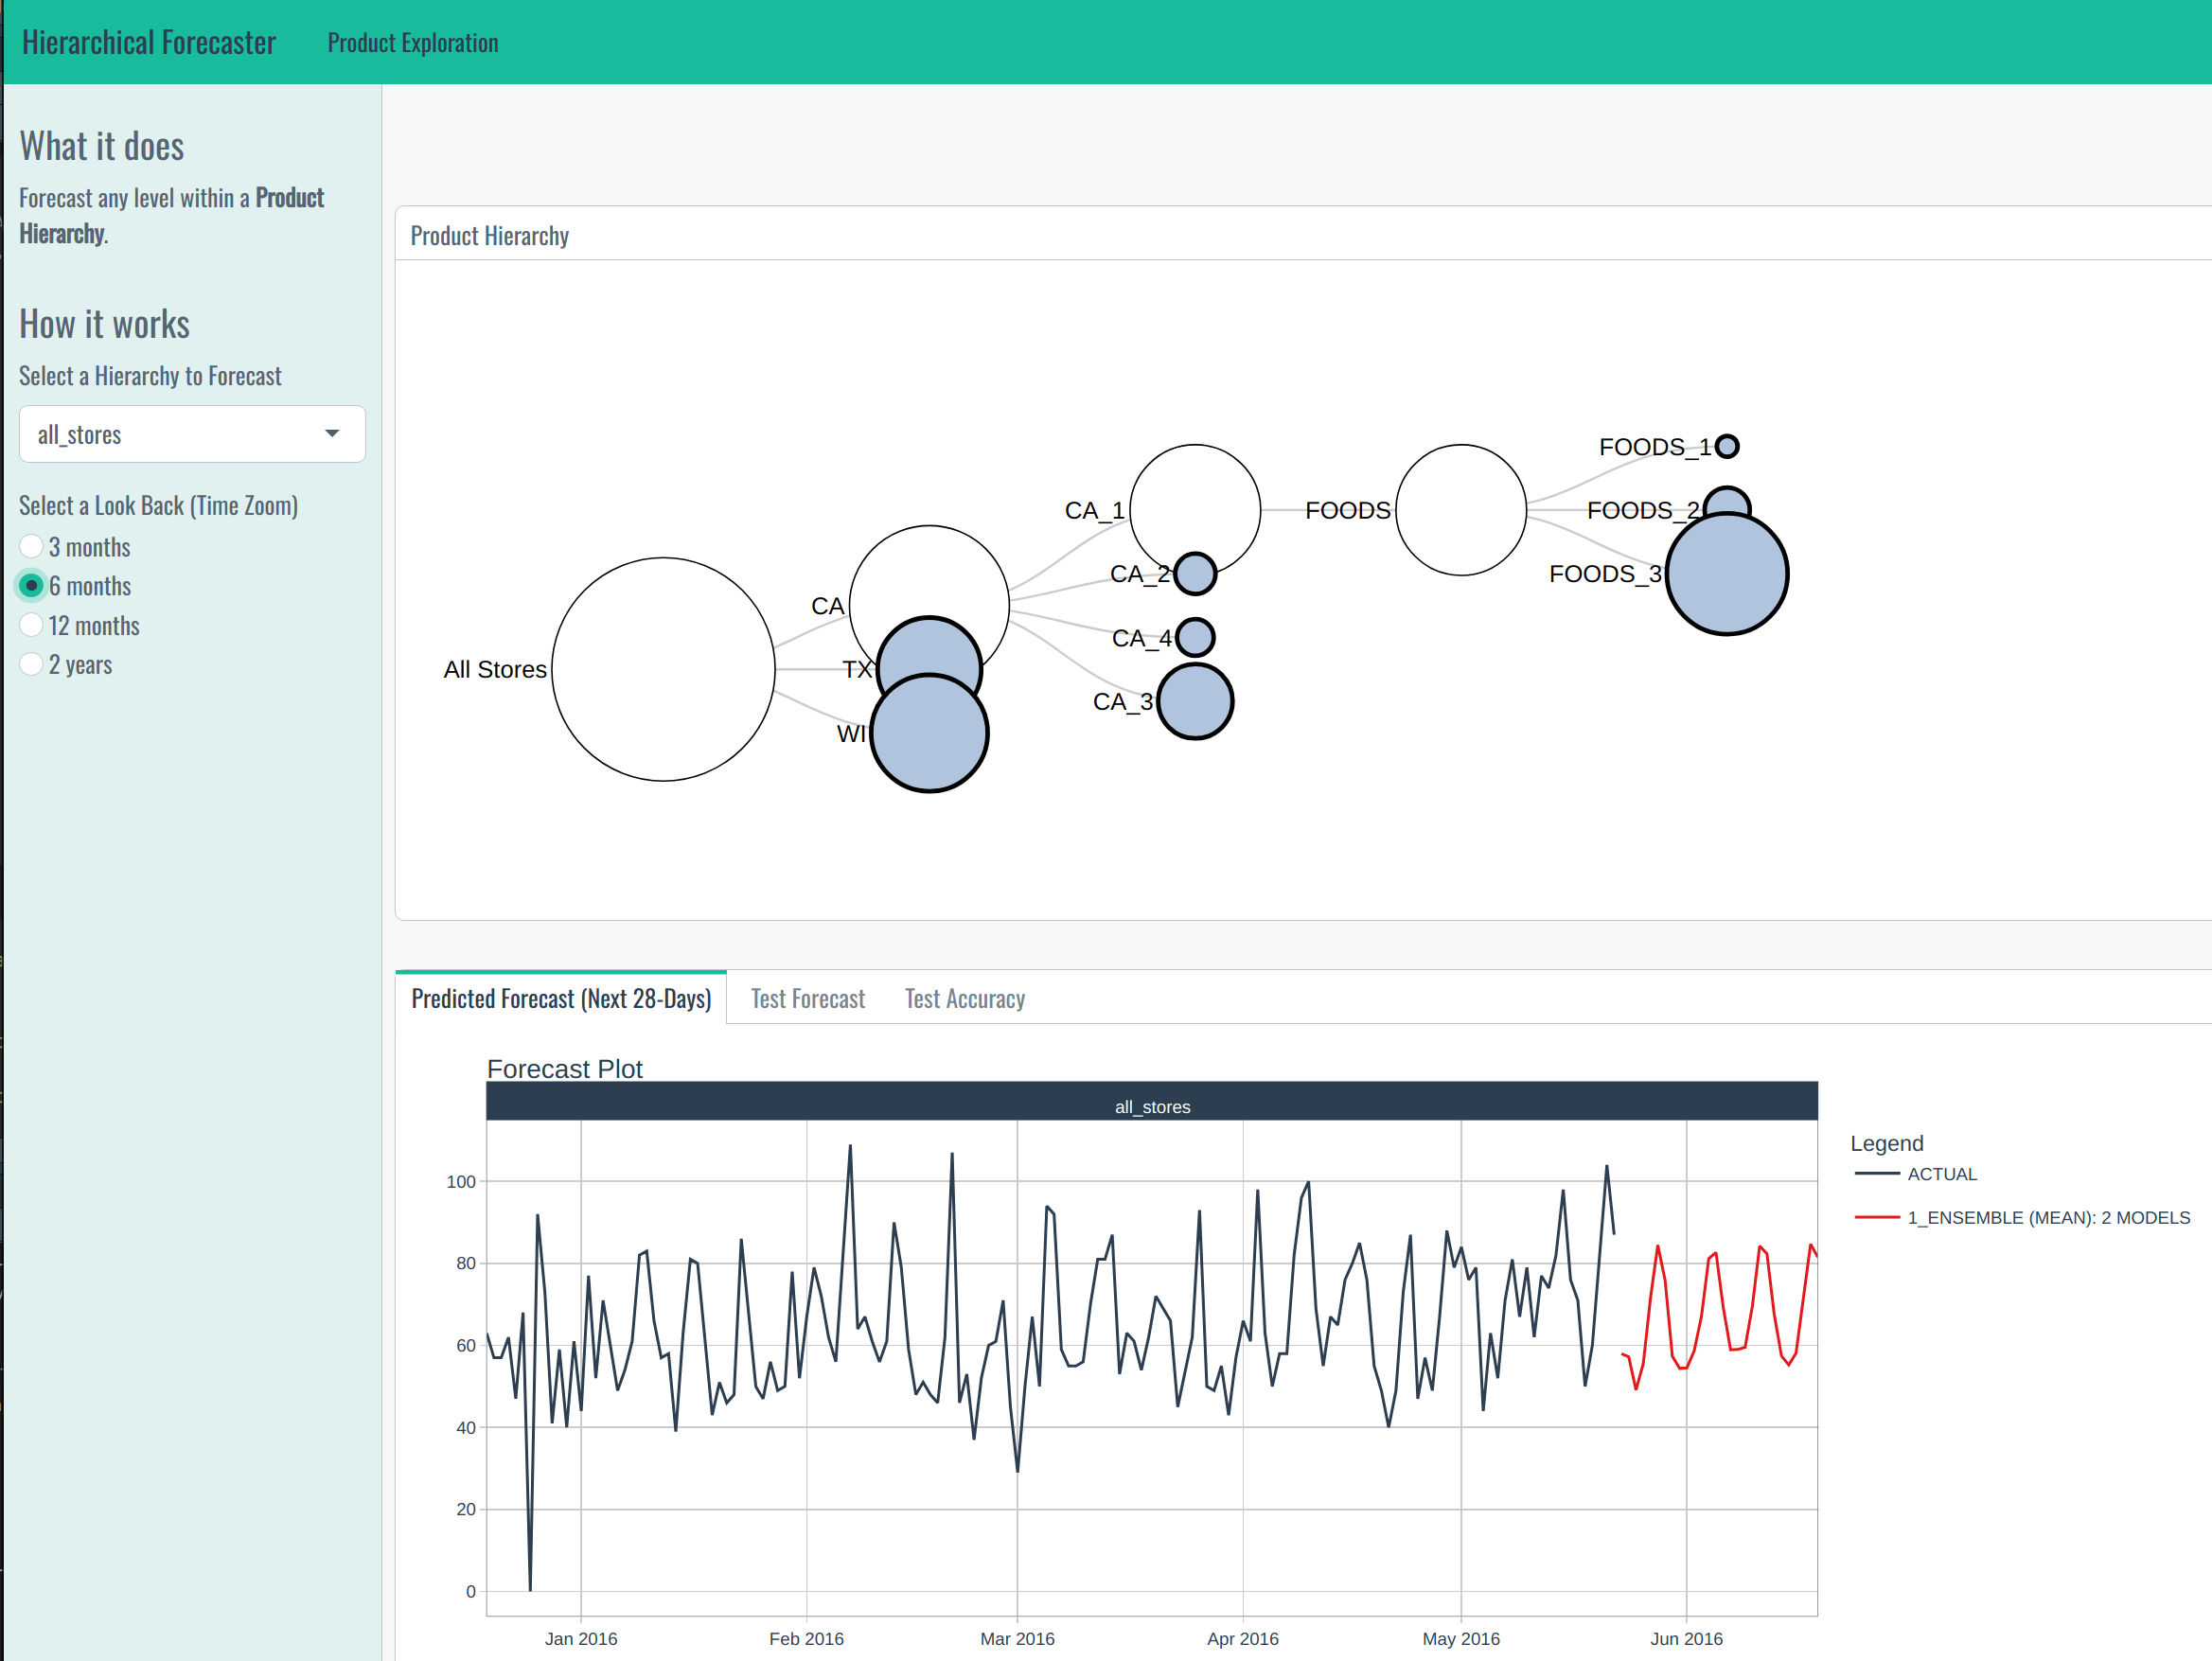 Hierarchical Forecaster
Product Exploration
What it does
Forecast any level within a Product
Hierarchy.
How it works
Select a Hierarchy to Forecast
all_stores
Select a Look Back (Time Zoom)
3 months
6 months
12 months
2 years
Product Hierarchy
All Stores
CA
TX
WI
CA_1
CA_2
CA_4
CA_3
FOODS
FOODS_1
FOODS_2
FOODS_3
Predicted Forecast (Next 28-Days)
Test Forecast
Test Accuracy
Forecast Plot
all_stores
100
80
60
40
20
0
Jan 2016
Feb 2016
Mar 2016
Apr 2016
May 2016
Jun 2016
Legend
ACTUAL
1_ENSEMBLE (MEAN): 2 MODELS